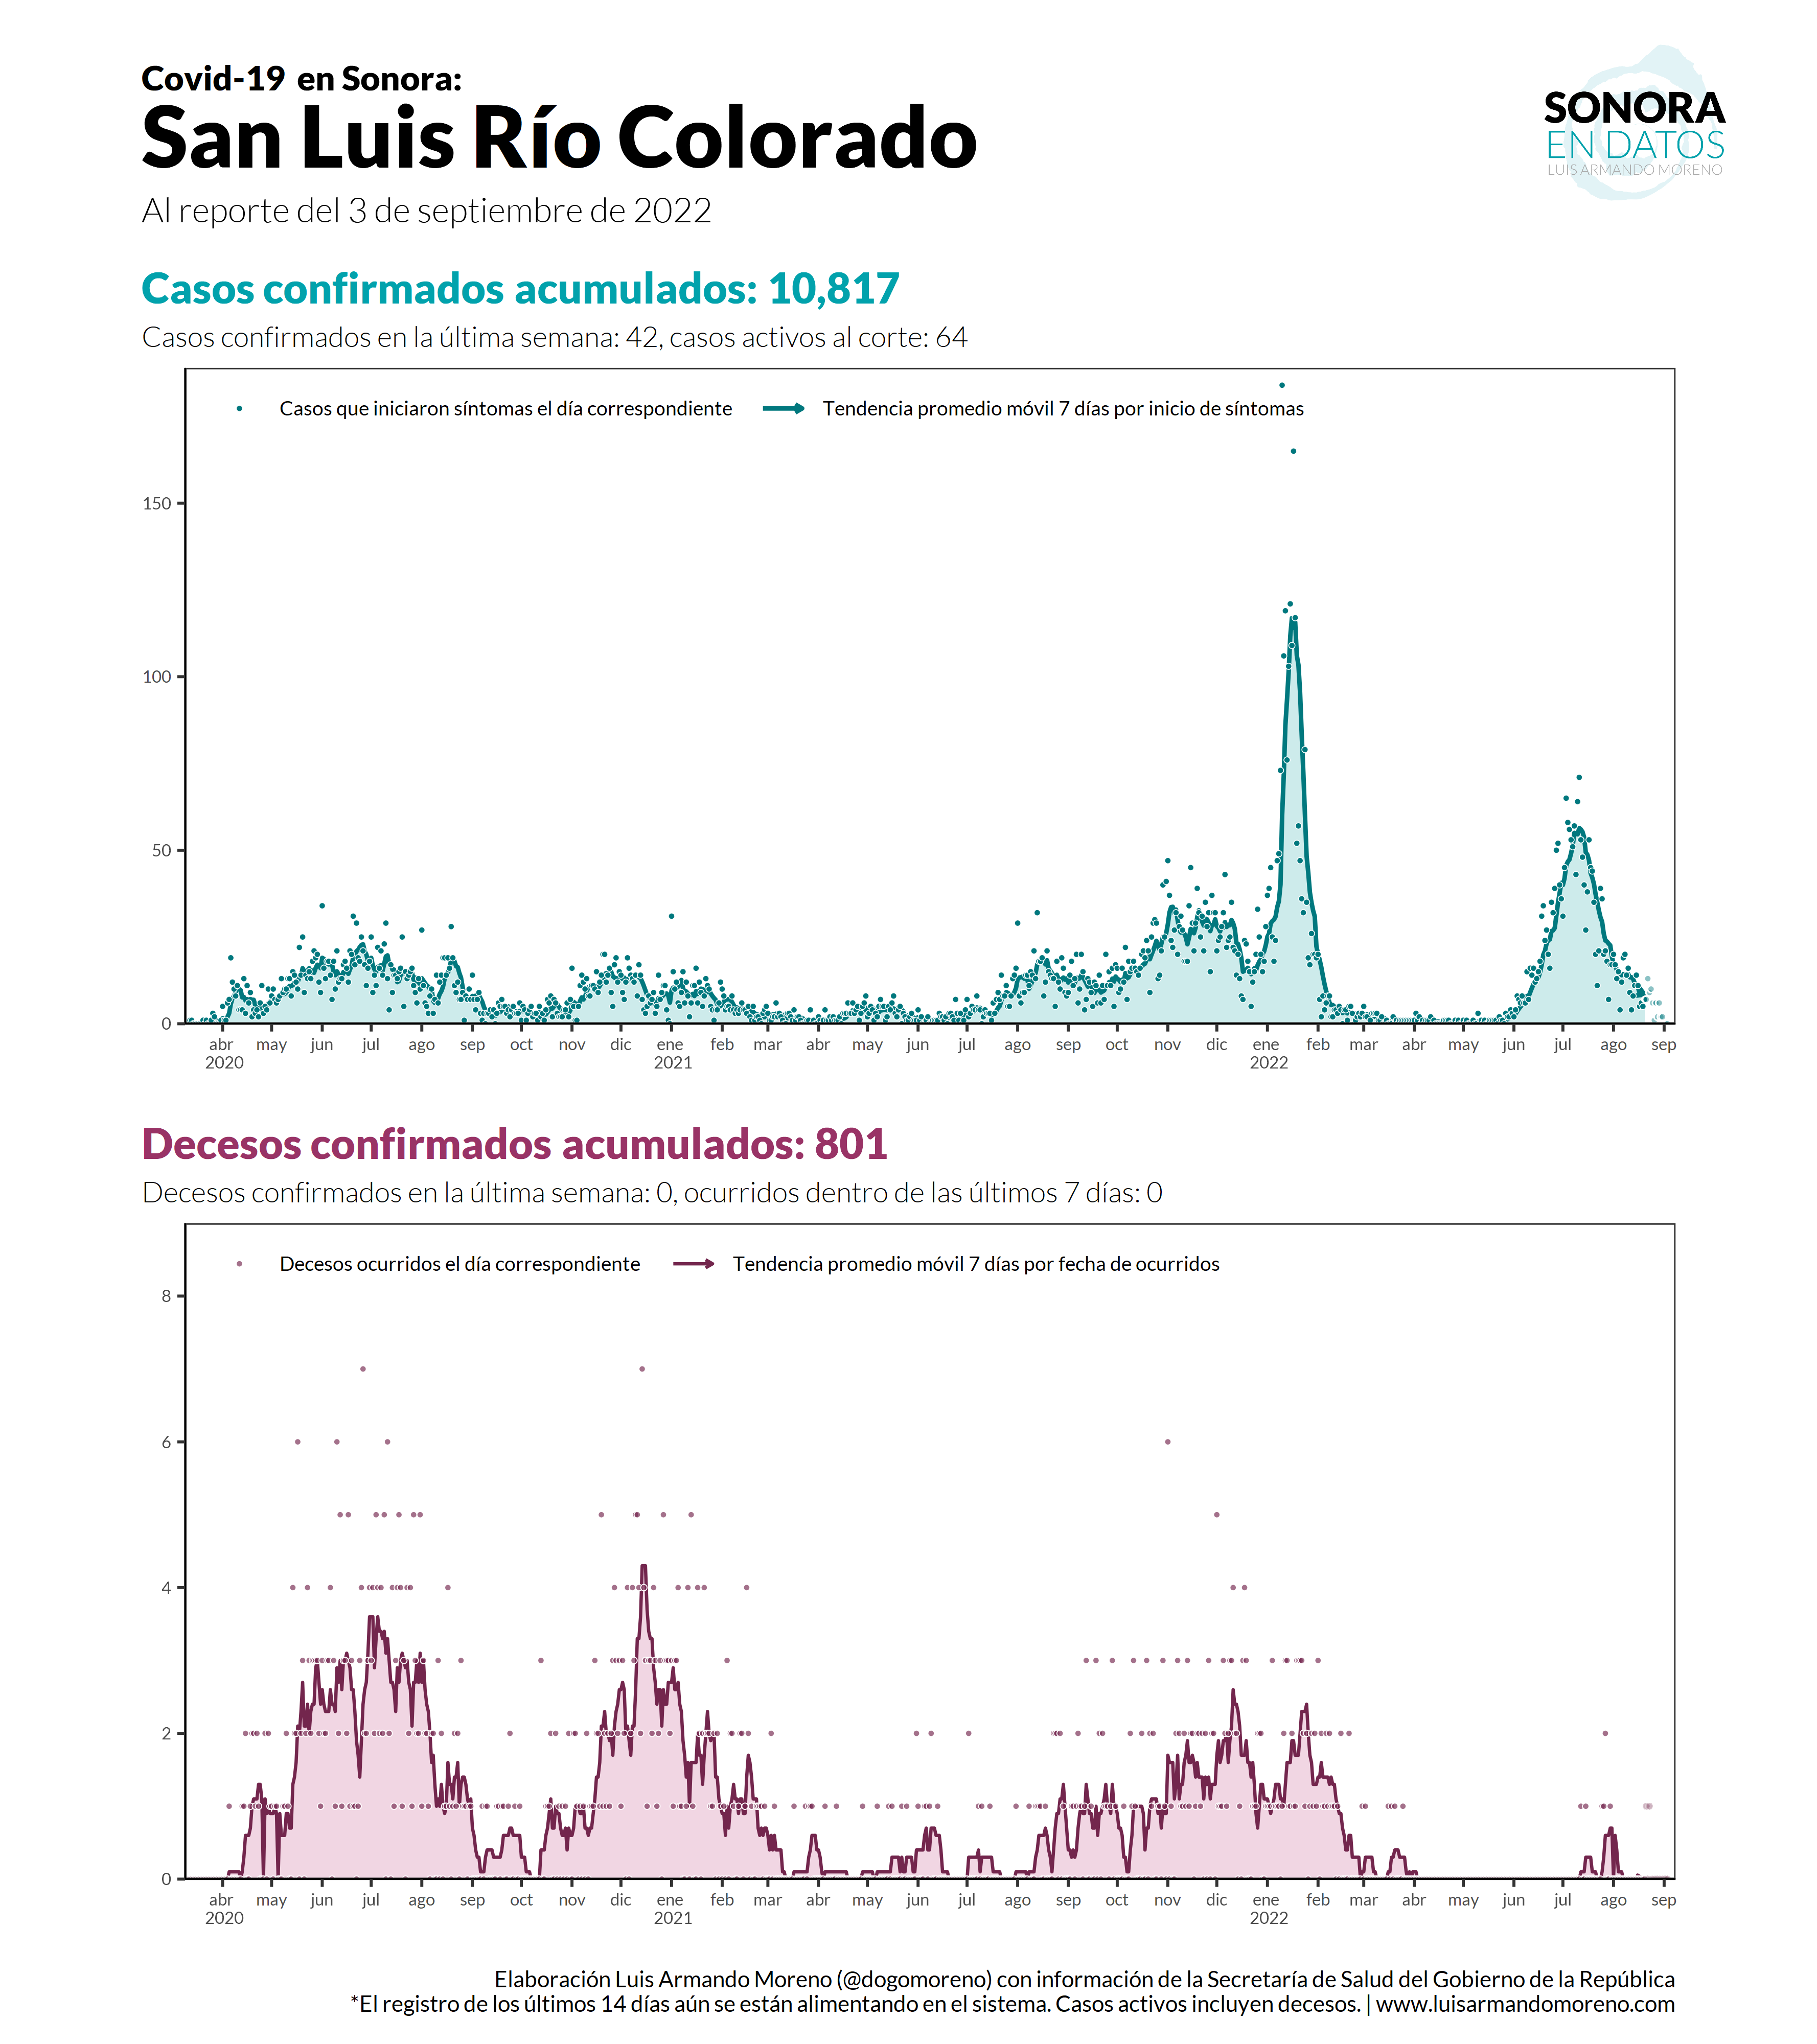 Covid-19 en Sonora:
San Luis Río Colorado
Al reporte del 3 de septiembre de 2022
SONORA
EN DATOS
LUIS ARMANDO MORENO
Casos confirmados acumulados: 10,817
Casos confirmados en la última semana: 42, casos activos al corte: 64
Casos que iniciaron síntomas el día correspondiente Tendencia promedio móvil 7 días por inicio de síntomas
150
100
50
0
abr may jun jul ago sep oct nov dic ene feb mar abr may jun jul ago sep oct nov dic ene feb mar abr may jun jul ago sep
2020 2021 2022
Decesos confirmados acumulados: 801
Decesos confirmados en la última semana: 0, ocurridos dentro de las últimos 7 días: 0
Decesos ocurridos el día correspondiente Tendencia promedio móvil 7 días por fecha de ocurridos
8
6
4
2
0
abr may jun jul ago sep oct nov dic ene feb mar abr may jun jul ago sep oct nov dic ene feb mar abr may jun jul ago sep
2020 2021 2022
Elaboración Luis Armando Moreno (@dogomoreno) con información de la Secretaría de Salud del Gobierno de la República
*El registro de los últimos 14 días aún se están alimentando en el sistema. Casos activos incluyen decesos. | www.luisarmandomoreno.com